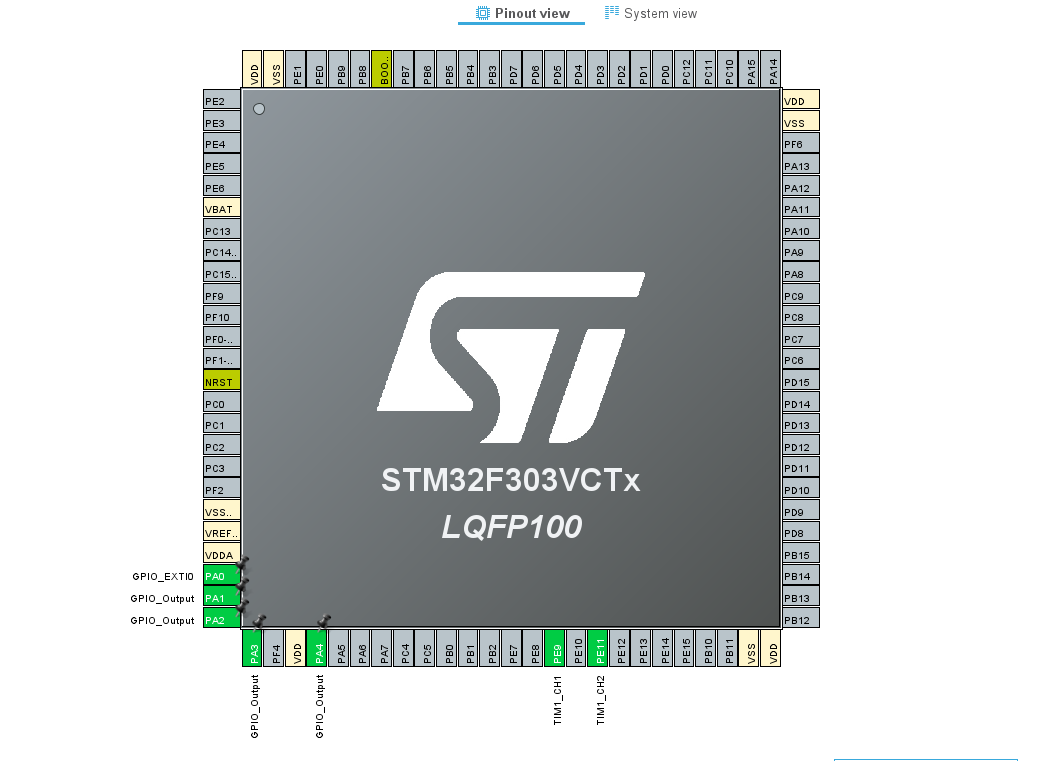 Pinout view
System view
VDD
VSS
PE1
PE0
PB9
PB8
BOO..
PB7
PB6
PB5
PB4
PB3
PD7
PD6
PD5
PD4
PD3
PD2
PD1
PD0
PC12
PC11
PC10
PA15
PA14
PE2
PE3
PE4
PE5
PE6
VBAT
PC13
PC14..
PC15..
PF9
PF10
PF0-..
PF1-..
NRST
PC0
PC1
PC2
PC3
PF2
VSS..
VREF..
VDDA
GPIO_EXTI0 PA0
GPIO_Output PA1
GPIO_Output PA2
ST
STM32F303VCTx
LQFP100
VDD
VSS
PF6
PA13
PA12
PA11
PA10
PA9
PA8
PC9
PC8
PC7
PC6
PD15
PD14
PD13
PD12
PD11
PD10
PD9
PD8
PB15
PB14
PB13
PB12
PA3
PF4
VDD
PA4
PA5
PA6
PA7
PC4
PC5
PB0
PB1
PB2
PE7
PE8
PE9
PE10
PE11
PE12
PE13
PE14
PE15
PB10
PB11
VSS
VDD
GPIO_Output
GPIO_Output
TIM1_CH1
TIM1_CH2